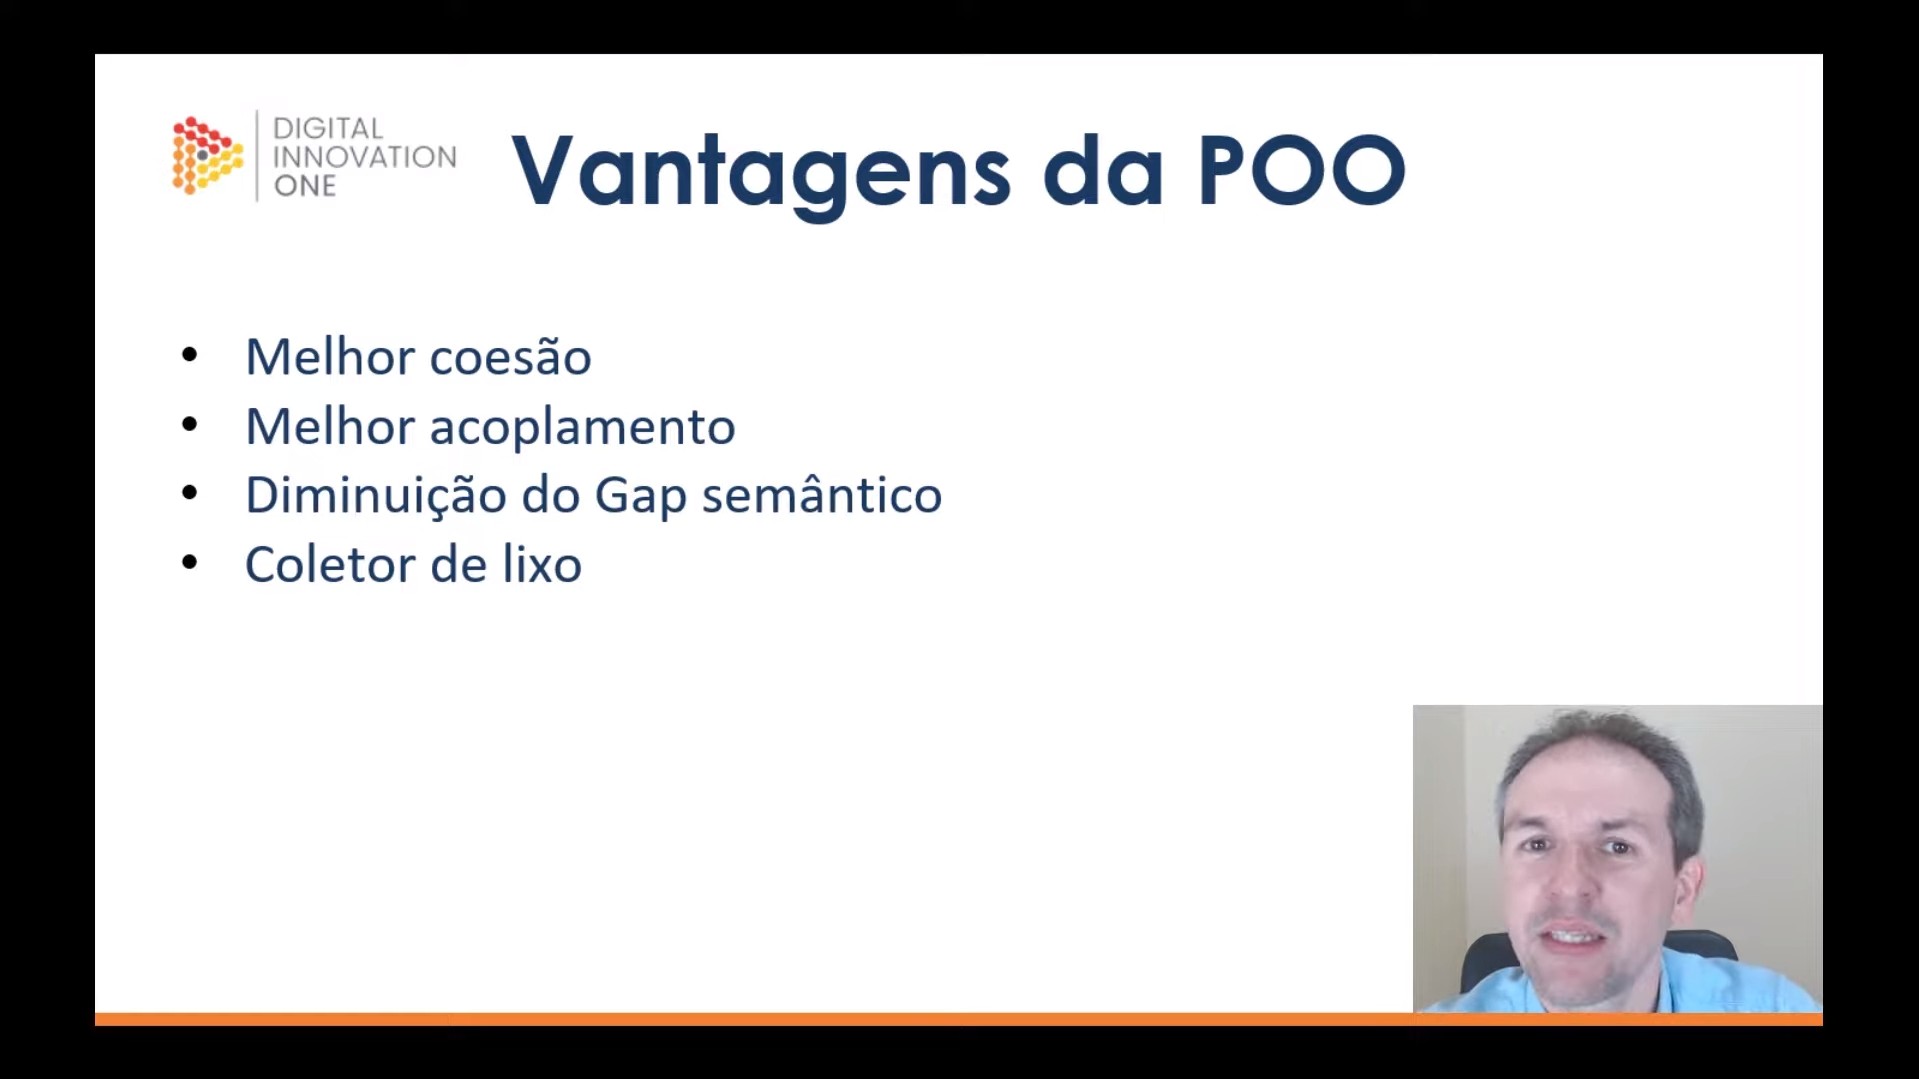 DIGITAL
INNOVATION
ONE
Vantagens da POO
• Melhor coesão
• Melhor acoplamento
• Diminuição do Gap semântico
• Coletor de lixo